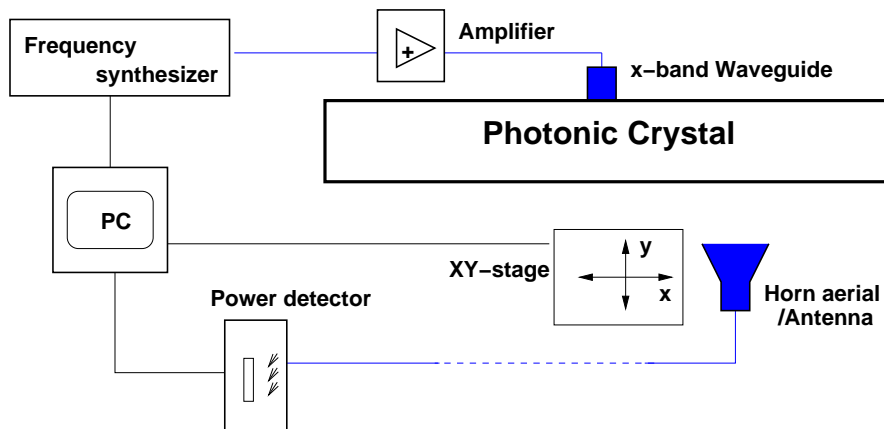 Frequency
synthesizer
+
Amplifier
x−band Waveguide
Photonic Crystal
PC
XY−stage
y
x
Horn aerial
/Antenna
Power detector